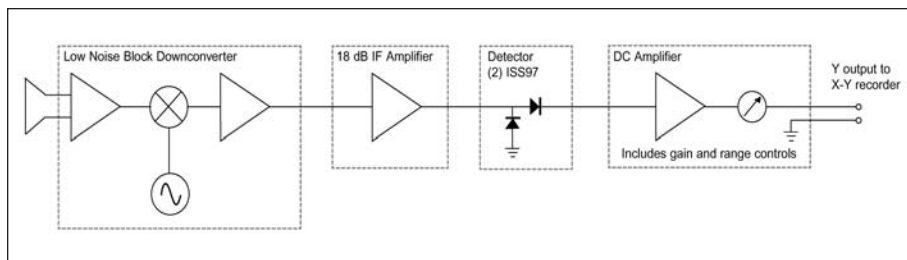 Low Noise Block Downconverter
18 dB IF Amplifier
Detector
(2) ISS97
DC Amplifier
Y output to
X-Y recorder
Includes gain and range controls